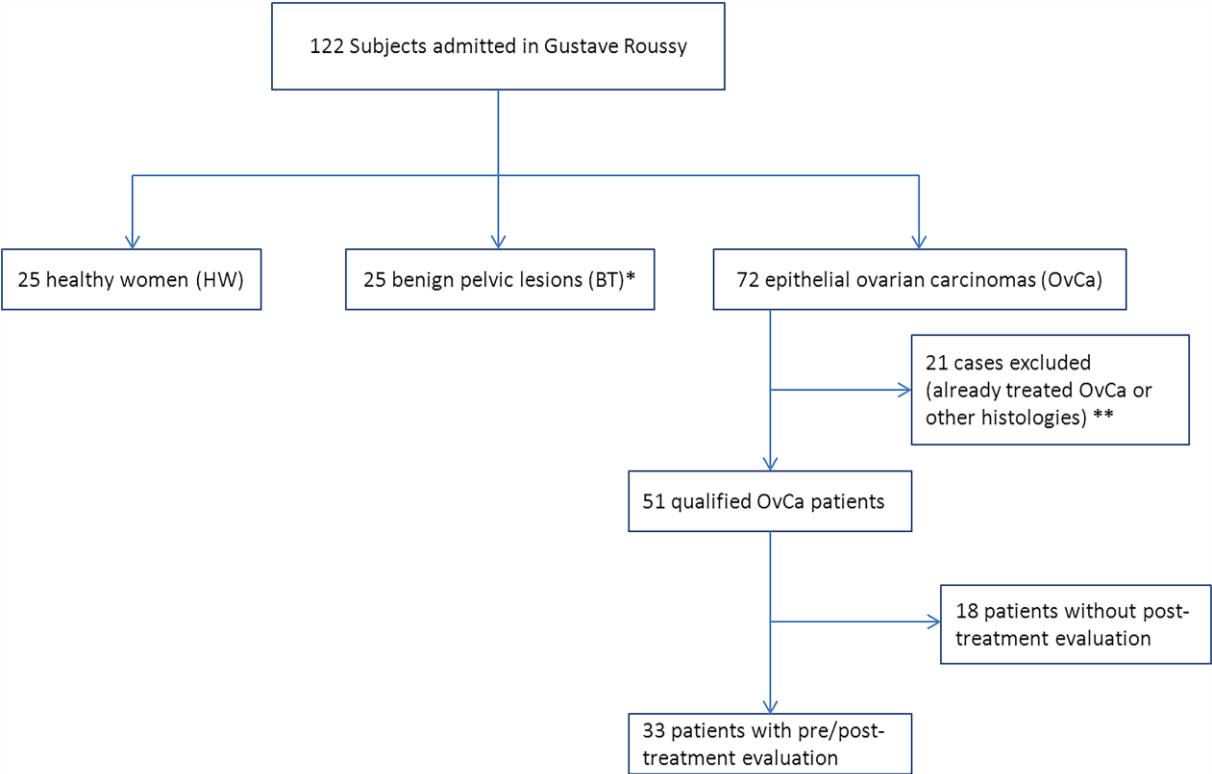 122 Subjects admitted in Gustave Roussy
25 healthy women (HW)
25 benign pelvic lesions (BT)*
72 epithelial ovarian carcinomas (OvCa)
21 cases excluded
(already treated OvCa or
other histologies) **
51 qualified OvCa patients
18 patients without post-
treatment evaluation
33 patients with pre/post-
treatment evaluation